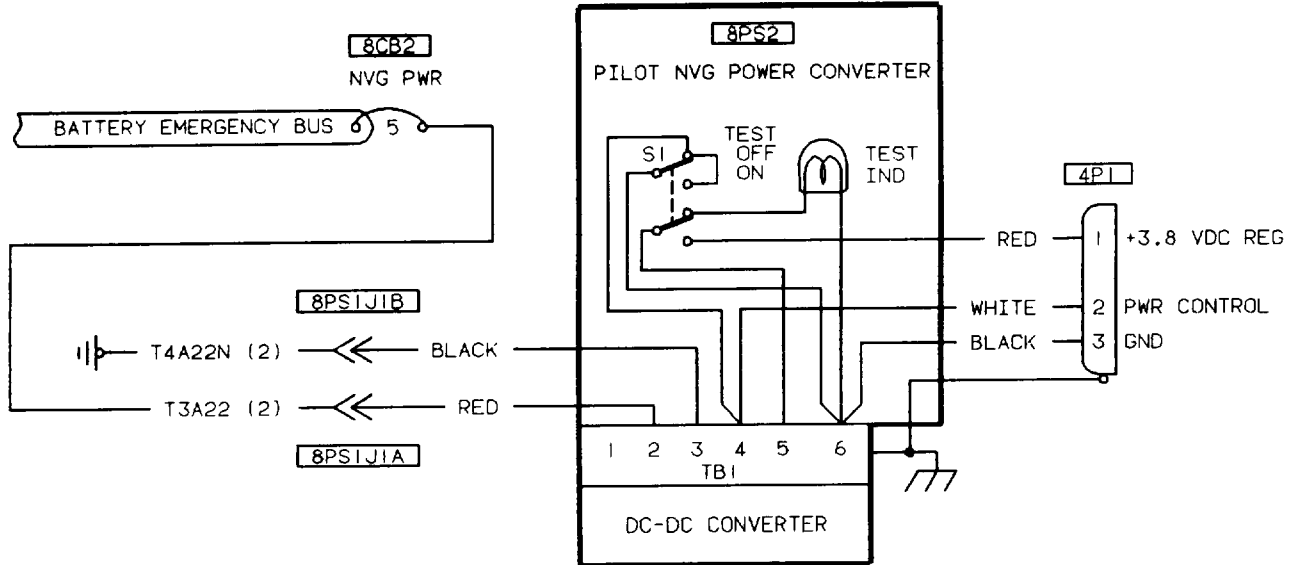 8CB2
NVG PWR
BATTERY EMERGENCY BUS
5
8PS2
PILOT NVG POWER CONVERTER
S1
TEST
OFF
ON
TEST
IND
4P1
RED
1
+3.8 VDC REG
WHITE
2
PWR CONTROL
BLACK
3
GND
8PS1J1B
T4A22N (2)
BLACK
T3A22 (2)
RED
8PS1J1A
1 2 3 4 5 6
TB1
DC-DC CONVERTER